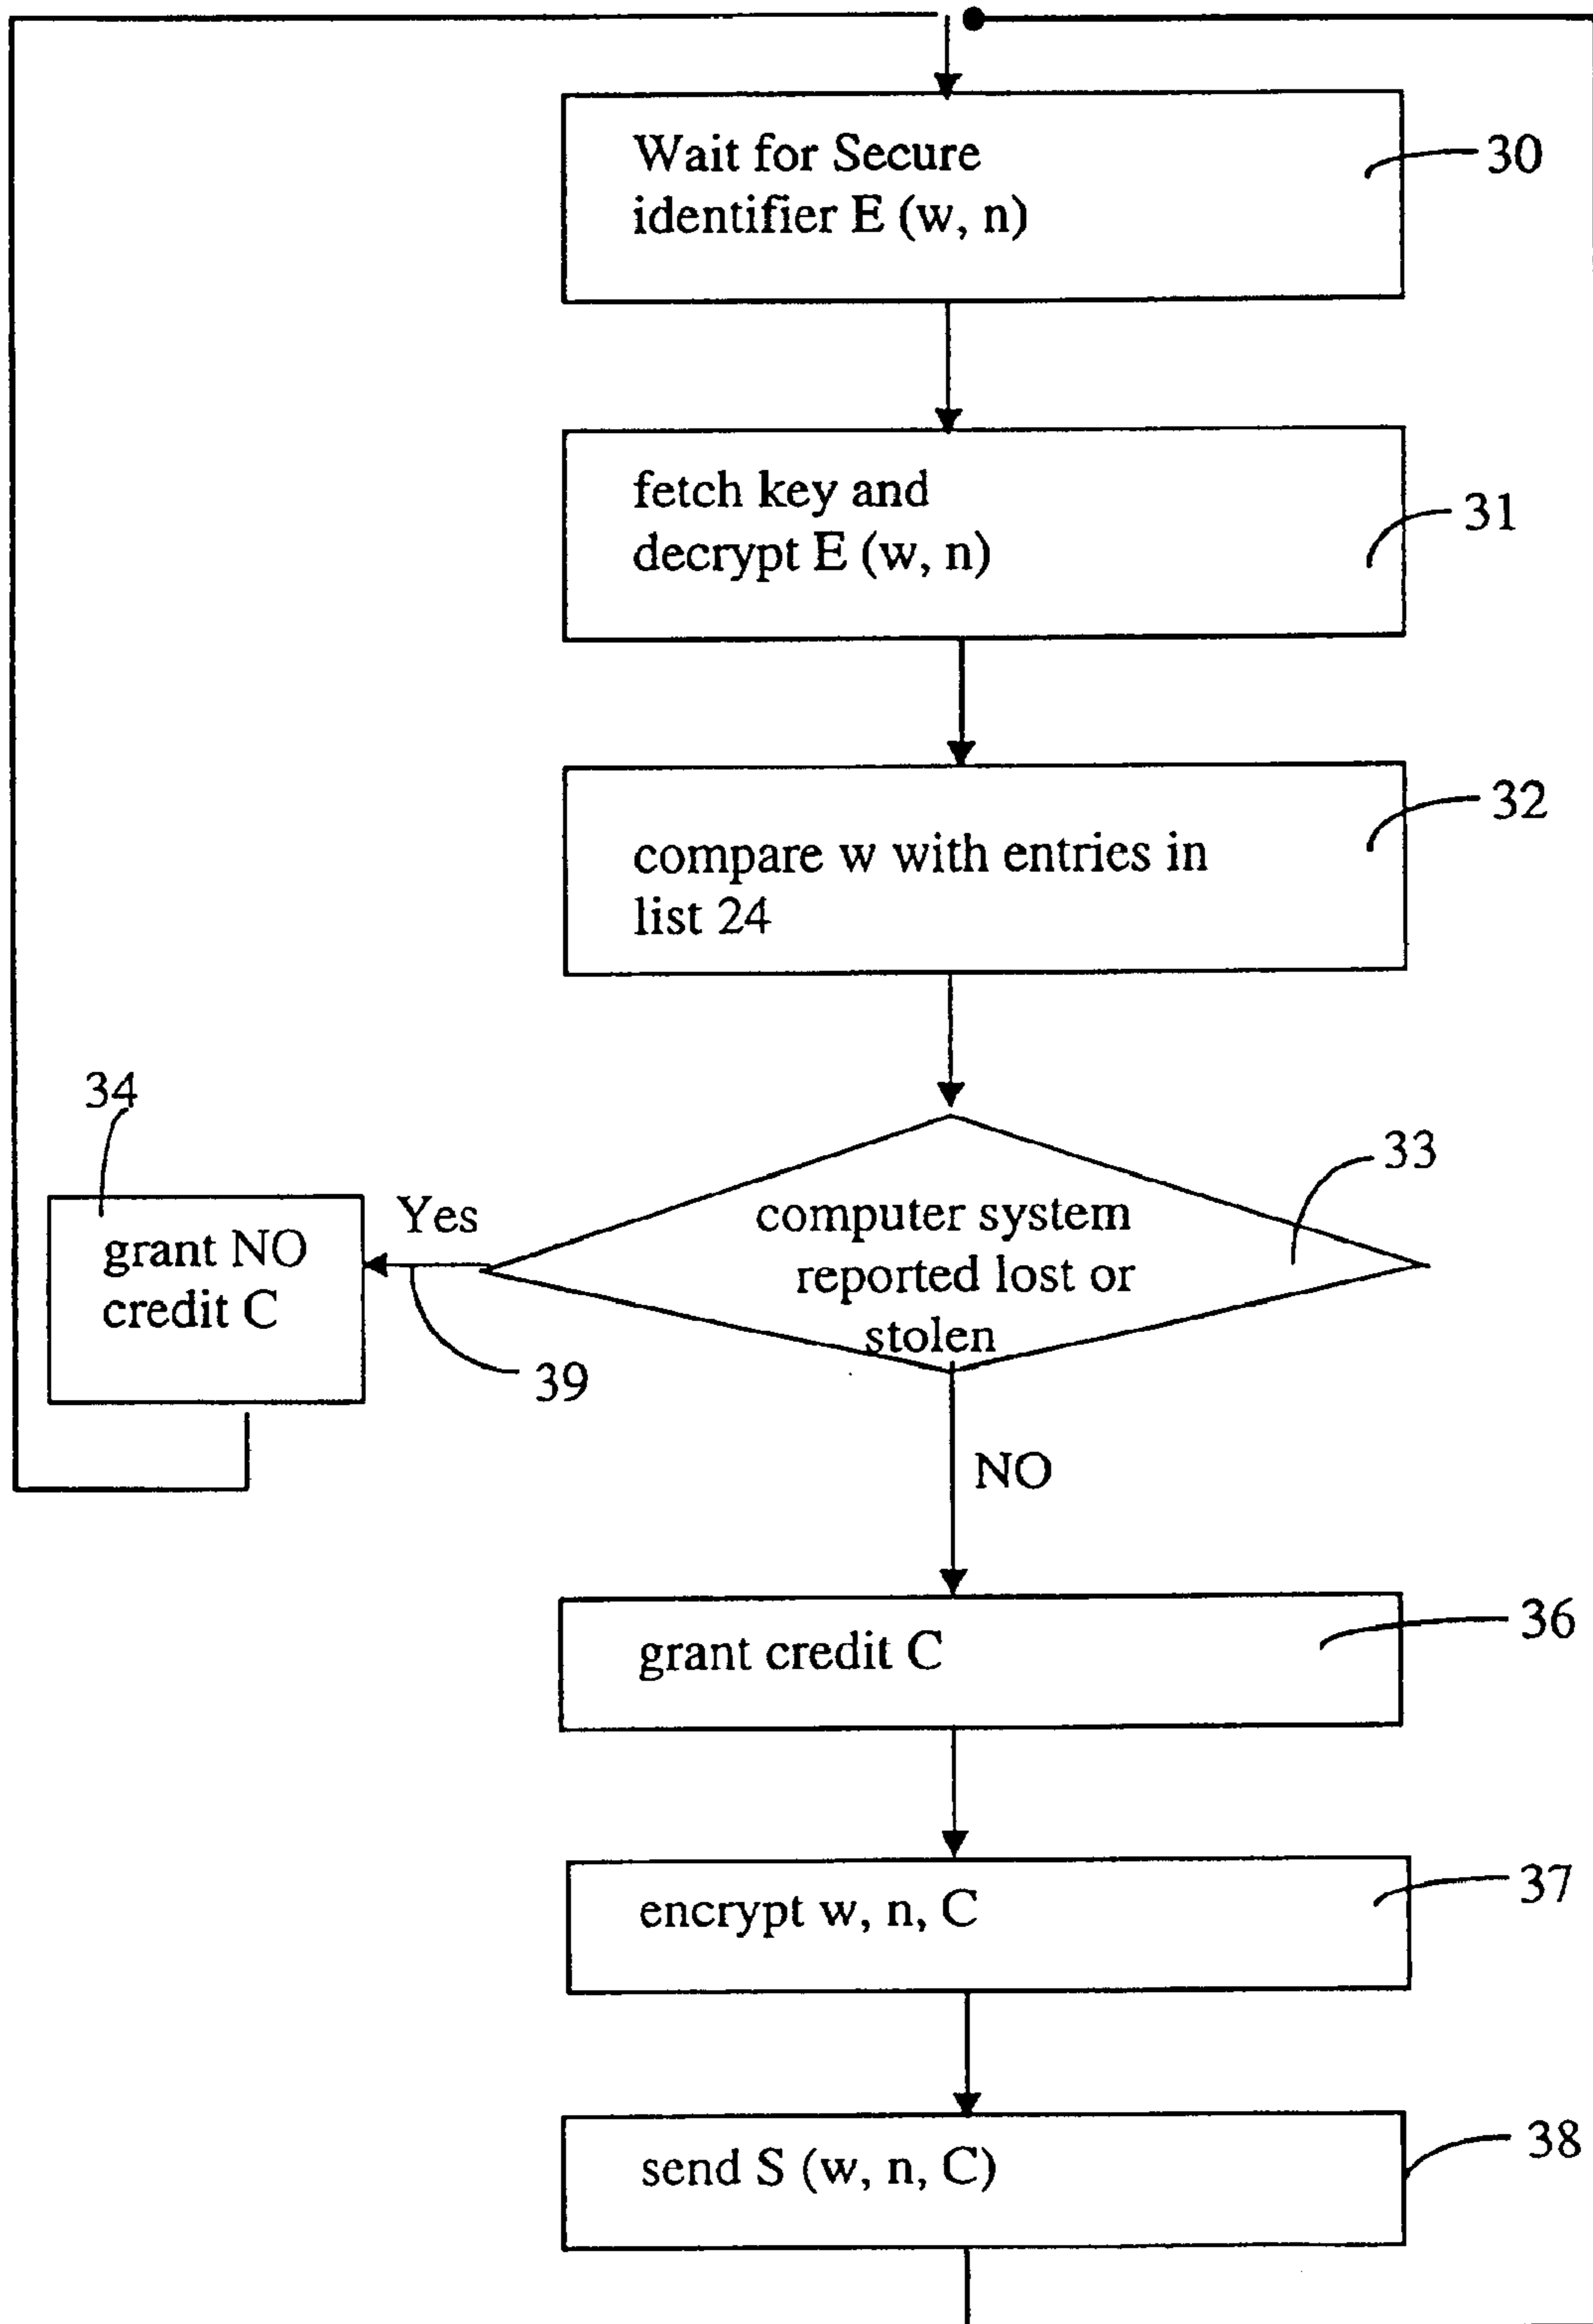 Wait for Secure
identifier E (w, n)
30
fetch key and
decrypt E (w, n)
31
compare w with entries in
list 24
32
34
grant NO
credit C
Yes
39
computer system
reported lost or
stolen
33
NO
grant credit C
36
encrypt w, n, C
37
send S (w, n, C)
38